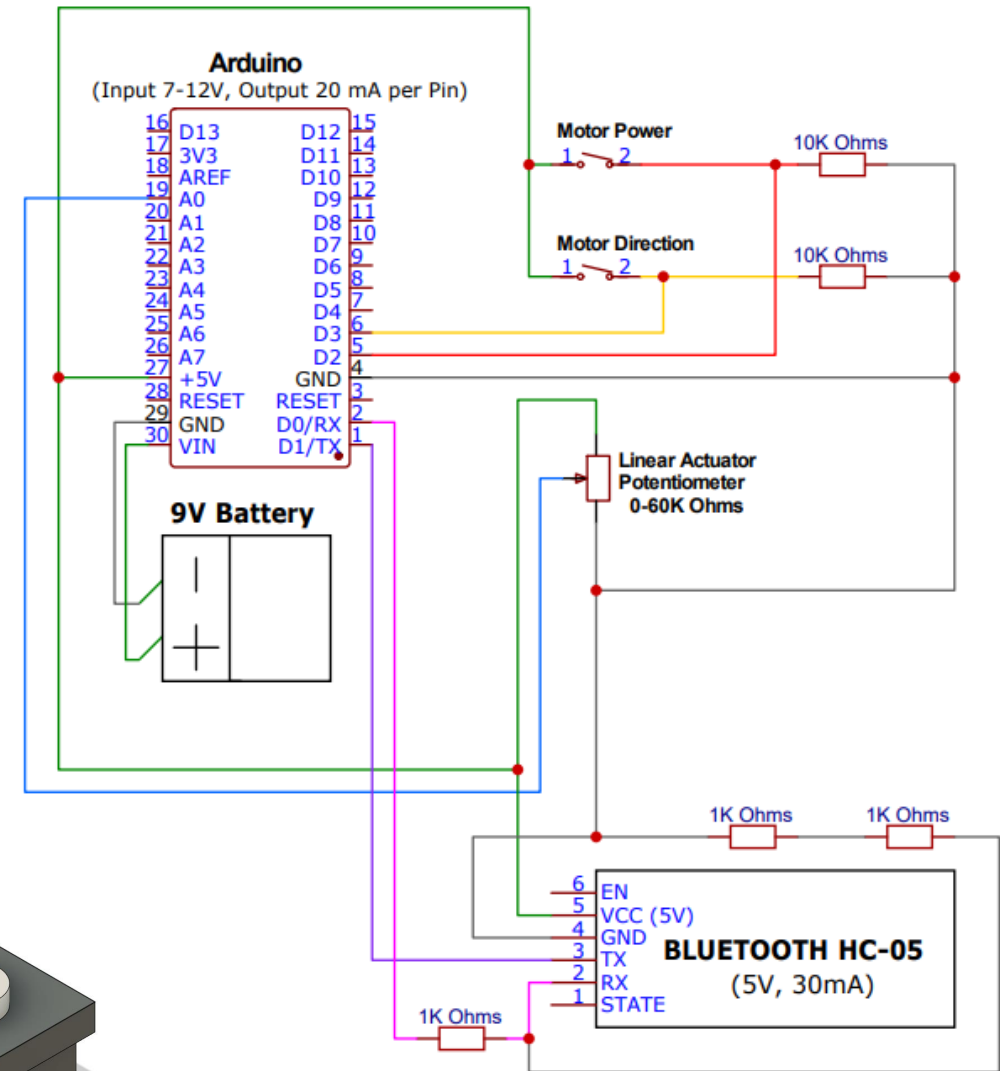 Arduino
(Input 7-12V, Output 20 mA per Pin)
16 D13 D12 15
17 3V3 D11 14
18 AREF D10 13
19 A0 D9 12
20 A1 D8 11
21 A2 D7 10
22 A3 D6 9
23 A4 D5 8
24 A5 D4 7
25 A6 D3 6
26 A7 D2 5
27 +5V GND 4
28 RESET RESET 3
29 GND D0/RX 2
30 VIN D1/TX 1
Motor Power
1 2
10K Ohms
Motor Direction
1 2
10K Ohms
Linear Actuator
Potentiometer
0-60K Ohms
9V Battery
1K Ohms 1K Ohms
6 EN
5 VCC (5V)
4 GND
3 TX
2 RX
1 STATE
BLUETOOTH HC-05
(5V, 30mA)
1K Ohms